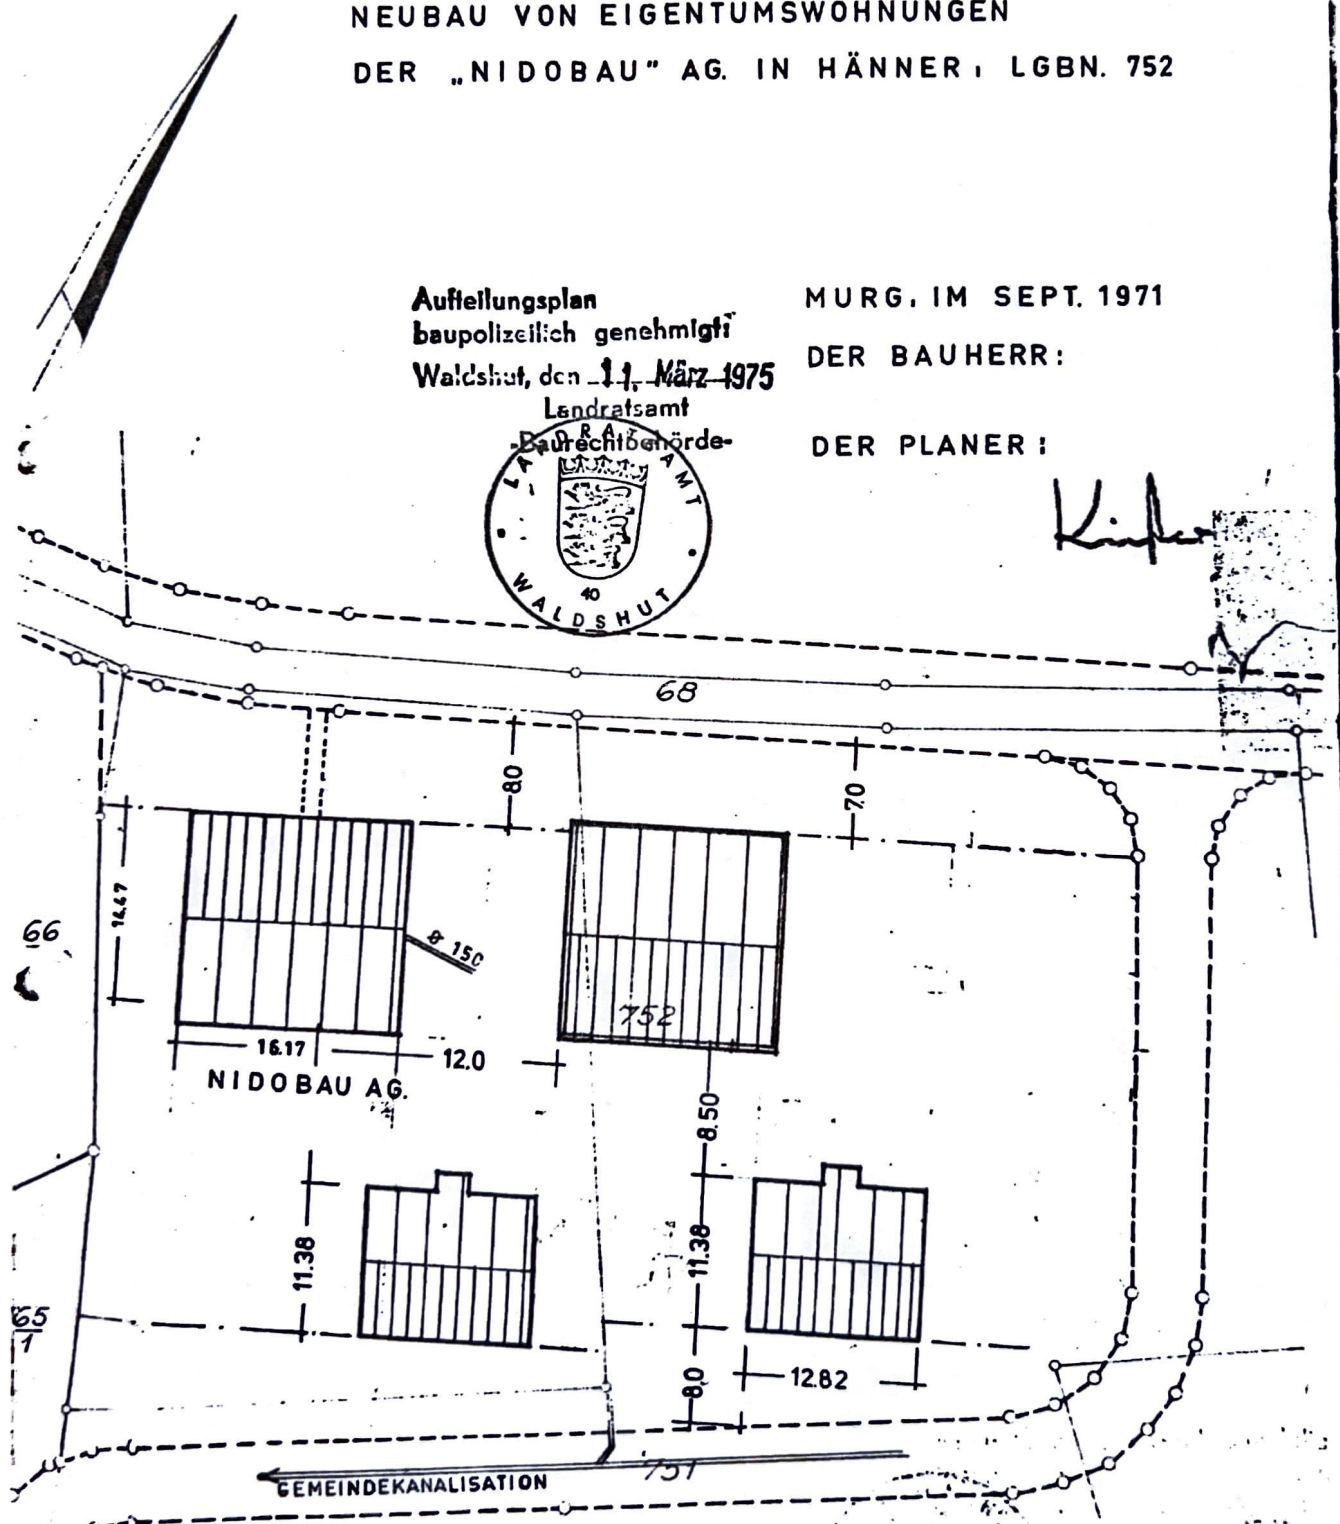 NEUBAU VON EIGENTUMSWOHNUNGEN
DER „NIDOBAU” AG. IN HÄNNER, LGBN. 752
Aufteilungsplan
baupolizeilich genehmigt!
Waldshut, den 11. März 1975
Landratsamt
-Baurechtbehörde-
LANDRATSAMT
40
WALDSHUT
MURG, IM SEPT. 1971
DER BAUHERR:
DER PLANER:
68
8.0
7.0
14.47
66
Ø 150
752
16.17
12.0
NIDOBAU AG.
8.50
11.38
11.38
65
1
8.0
12.82
751
GEMEINDEKANALISATION